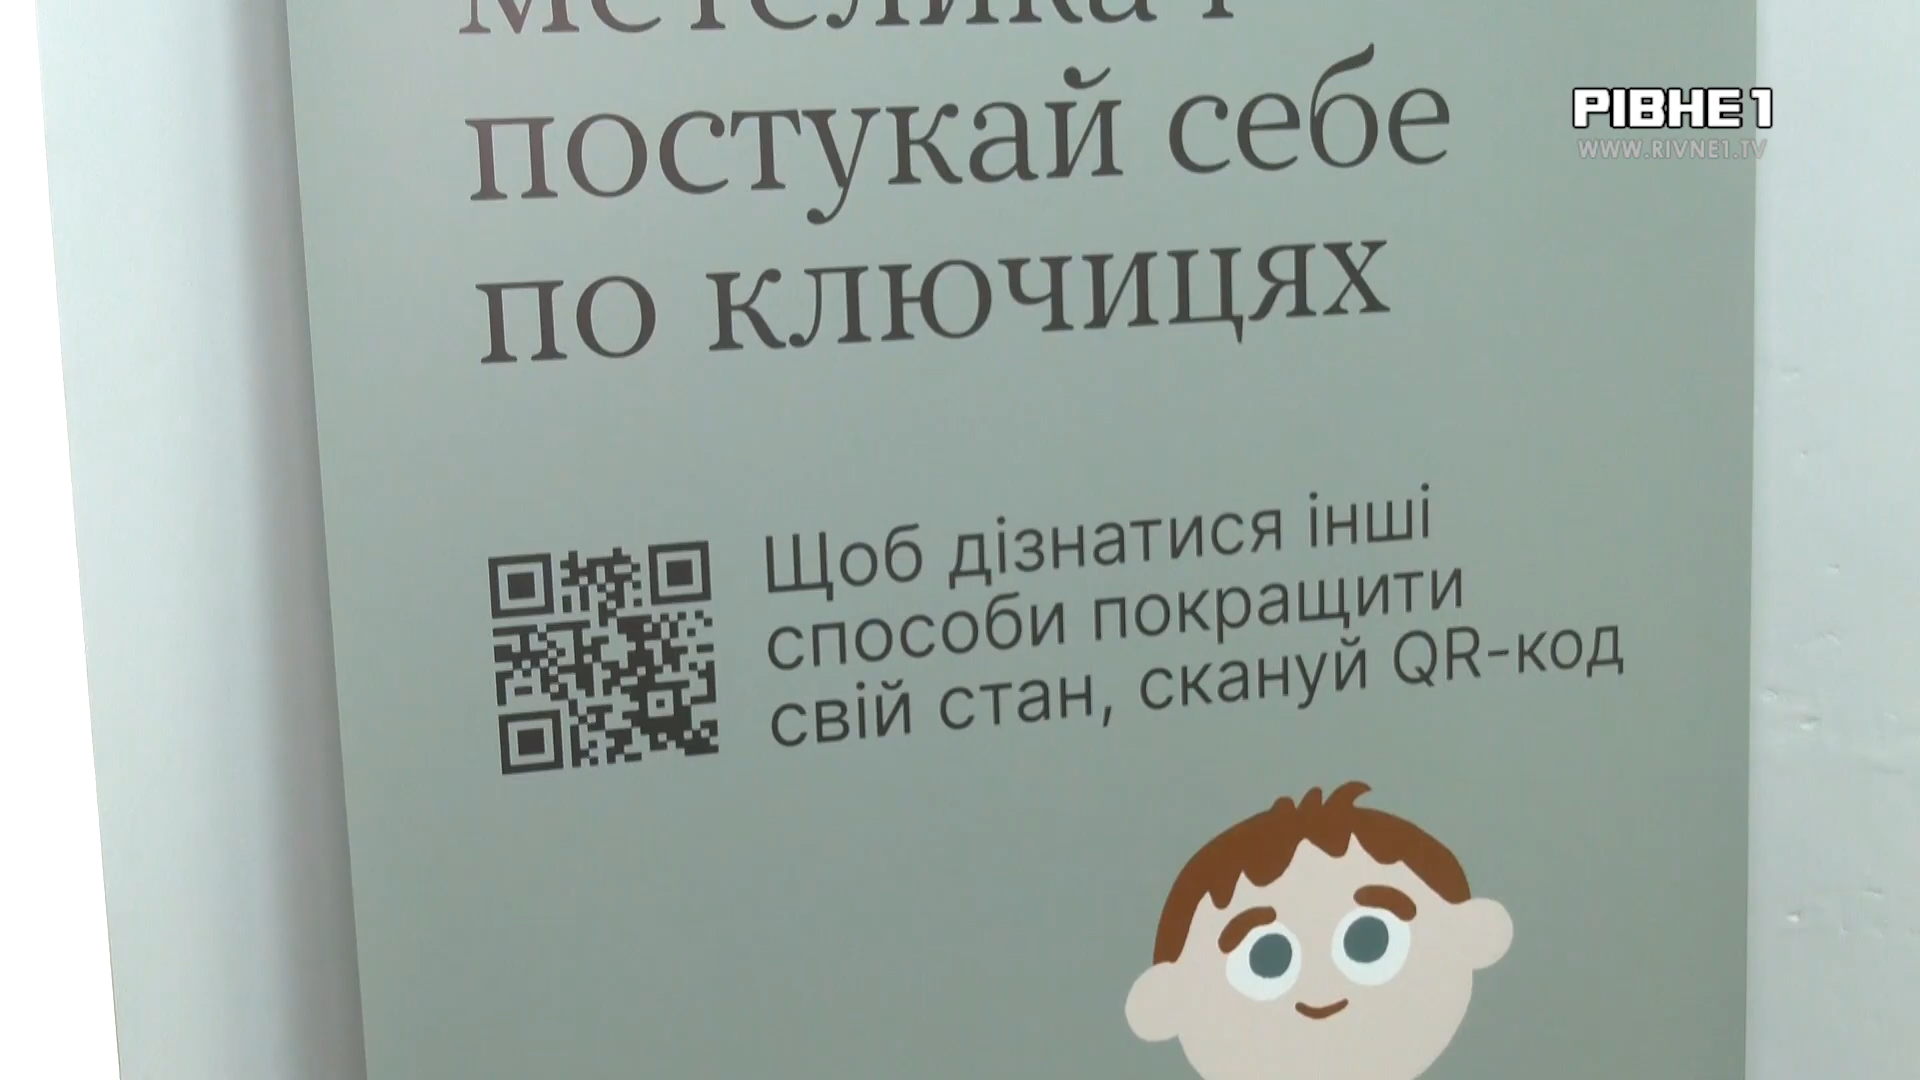 метелика і
постукай себе
по ключицях
РІВНЕ 1
WWW.RIVNE1.TV
Щоб дізнатися інші
способи покращити
свій стан, скануй QR-код